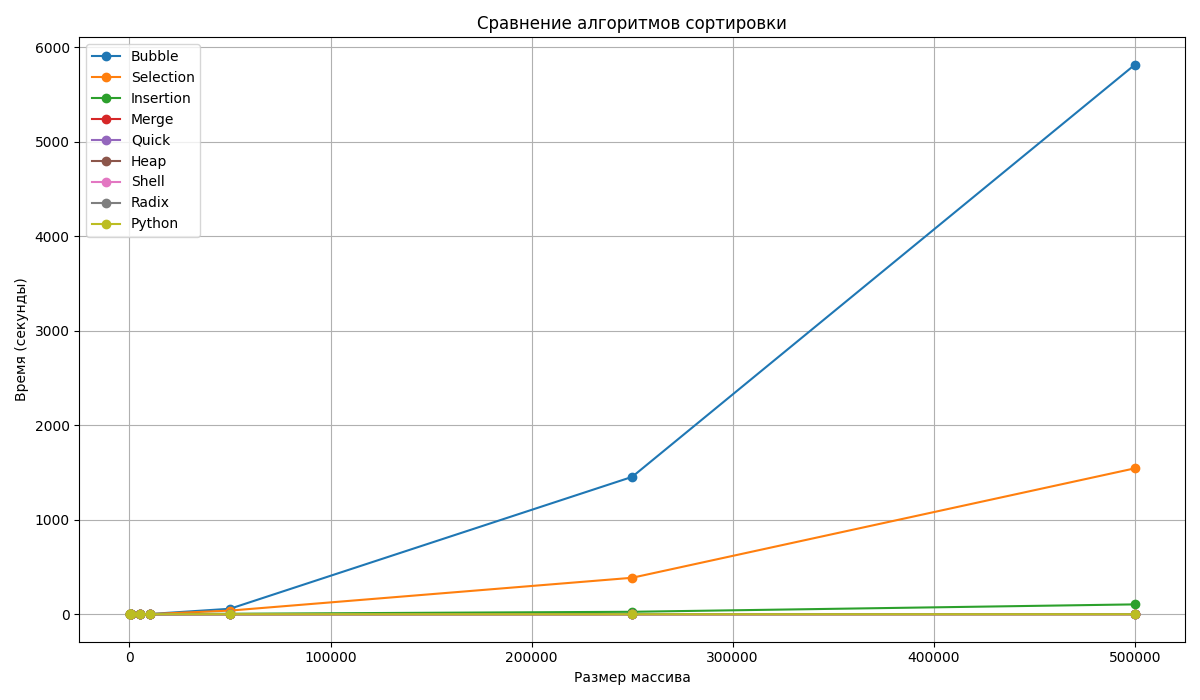 Сравнение алгоритмов сортировки
Bubble
Selection
Insertion
Merge
Quick
Heap
Shell
Radix
Python
6000
5000
4000
3000
2000
1000
0
Время (секунды)
0 100000 200000 300000 400000 500000
Размер массива